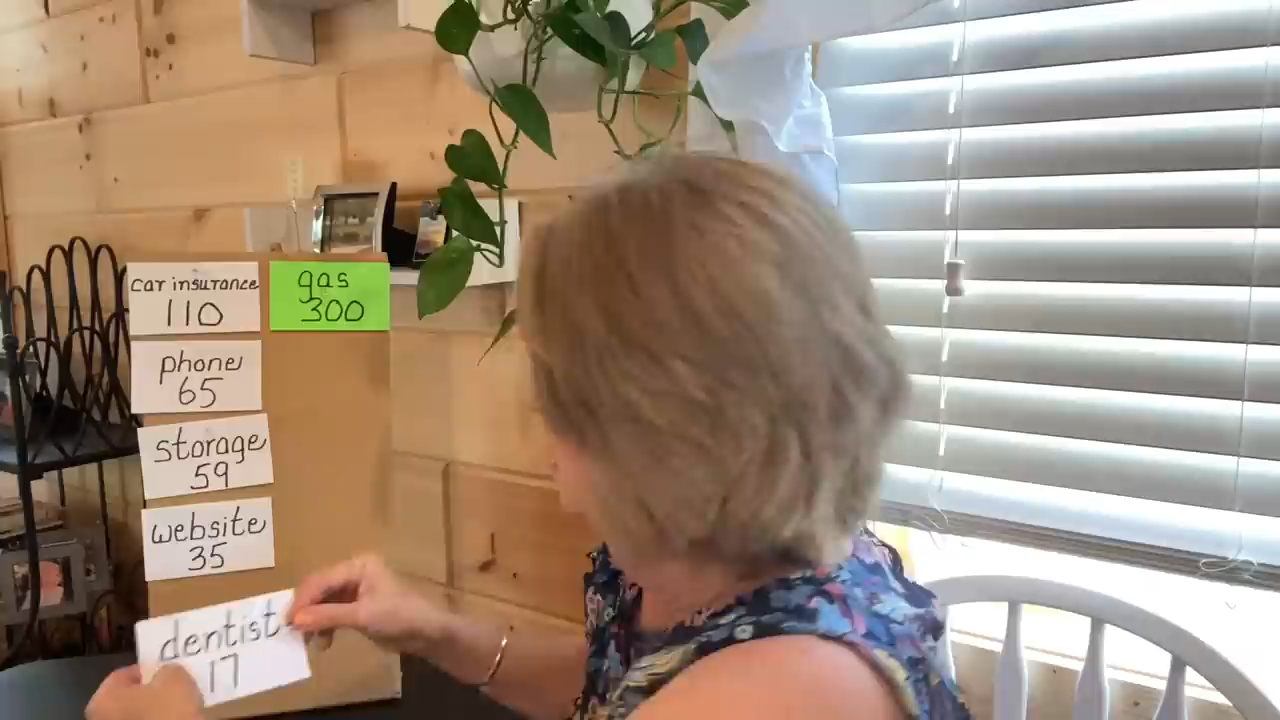 car insurance
110
phone
65
storage
59
website
35
dentist
17
gas
300